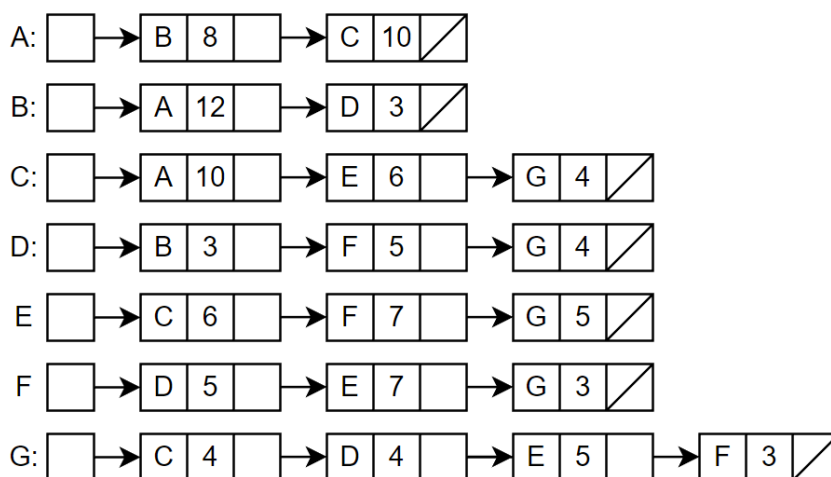 A: B 8 C 10
B: A 12 D 3
C: A 10 E 6 G 4
D: B 3 F 5 G 4
E C 6 F 7 G 5
F D 5 E 7 G 3
G: C 4 D 4 E 5 F 3